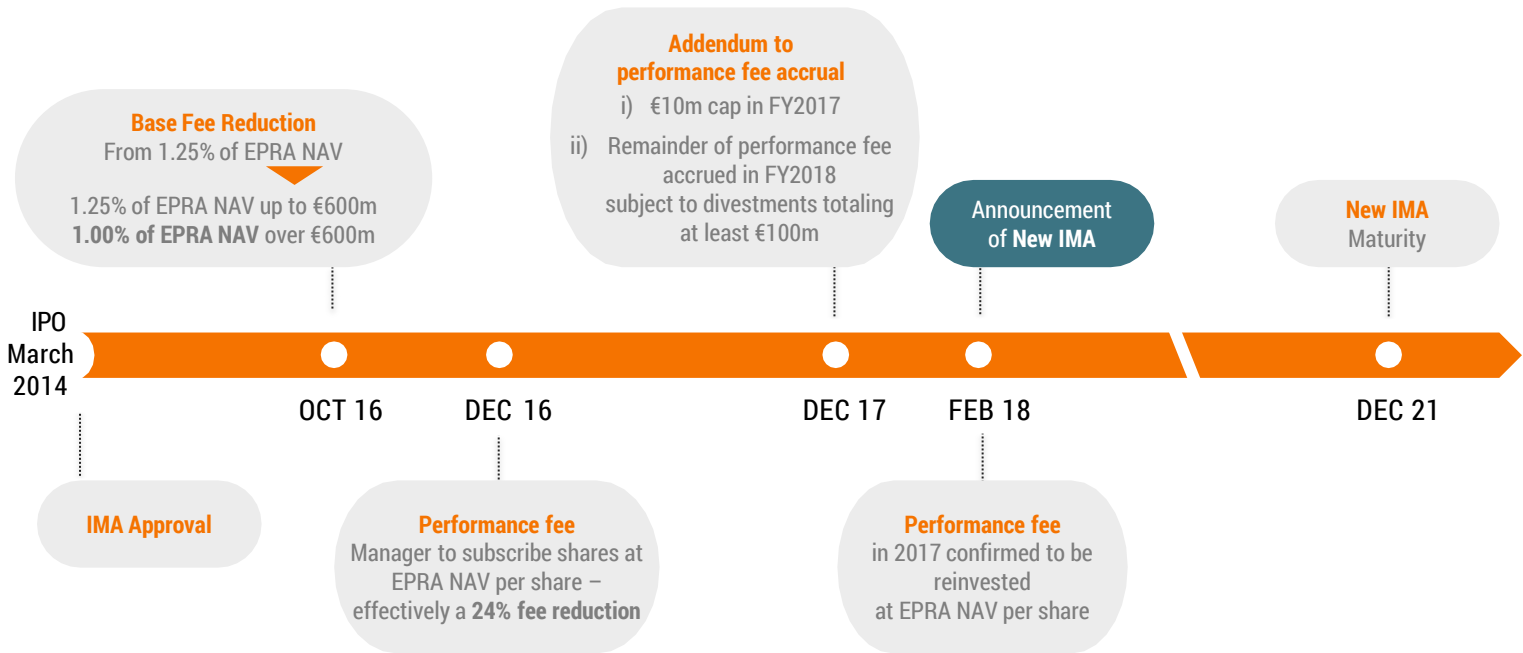 Base Fee Reduction
From 1.25% of EPRA NAV
1.25% of EPRA NAV up to €600m
1.00% of EPRA NAV over €600m
Addendum to
performance fee accrual
i) €10m cap in FY2017
ii) Remainder of performance fee
accrued in FY2018
subject to divestments totaling
at least €100m
Announcement
of New IMA
New IMA
Maturity
IPO
March
2014
OCT 16
DEC 16
DEC 17
FEB 18
DEC 21
IMA Approval
Performance fee
Manager to subscribe shares at
EPRA NAV per share –
effectively a 24% fee reduction
Performance fee
in 2017 confirmed to be
reinvested
at EPRA NAV per share